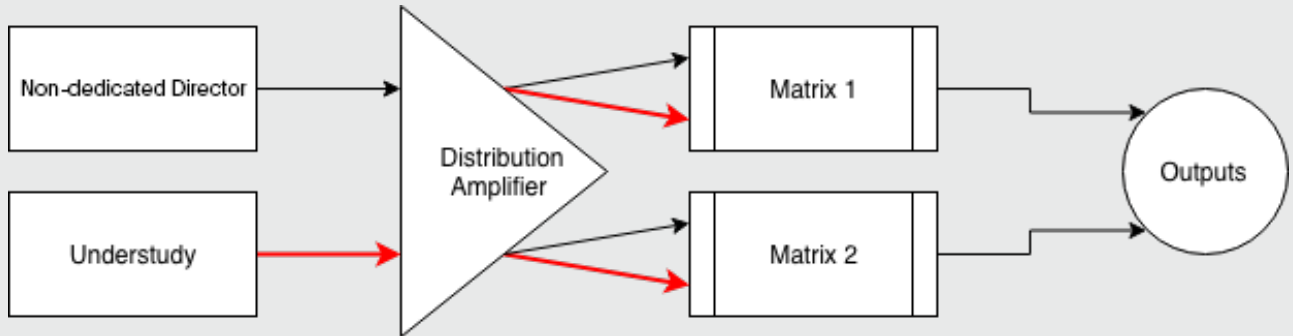 Non-dedicated Director
Understudy
Distribution
Amplifier
Matrix 1
Matrix 2
Outputs